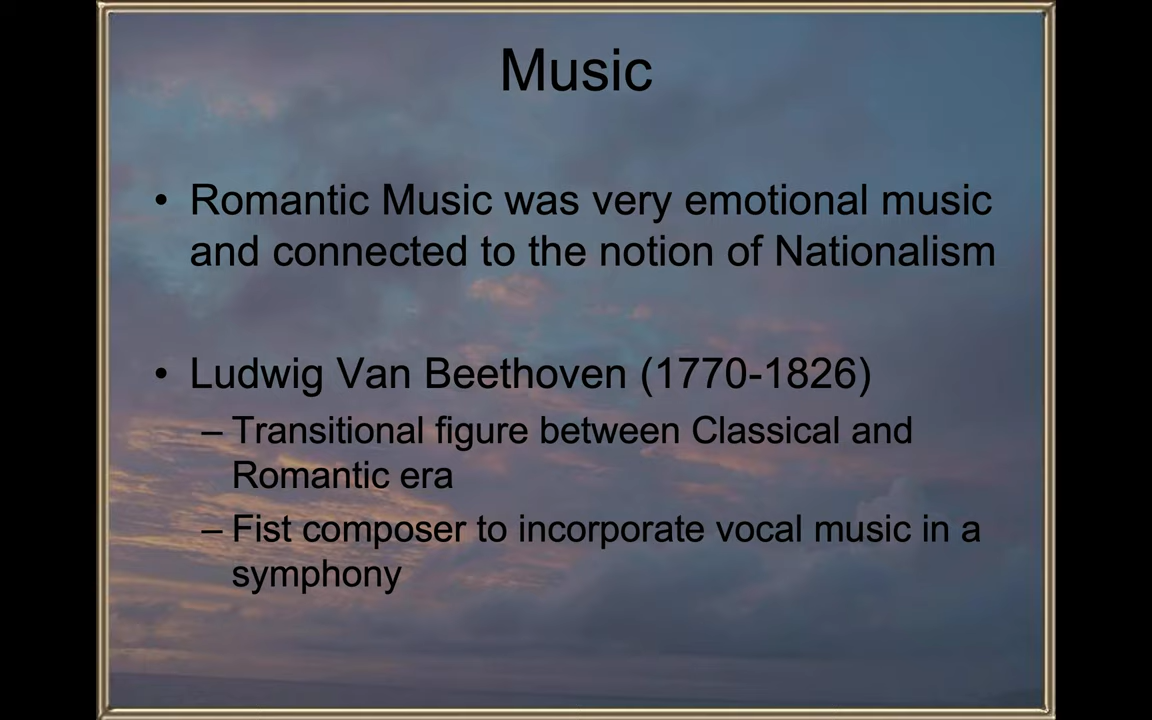 Music
• Romantic Music was very emotional music
and connected to the notion of Nationalism
• Ludwig Van Beethoven (1770-1826)
– Transitional figure between Classical and
Romantic era
– Fist composer to incorporate vocal music in a
symphony